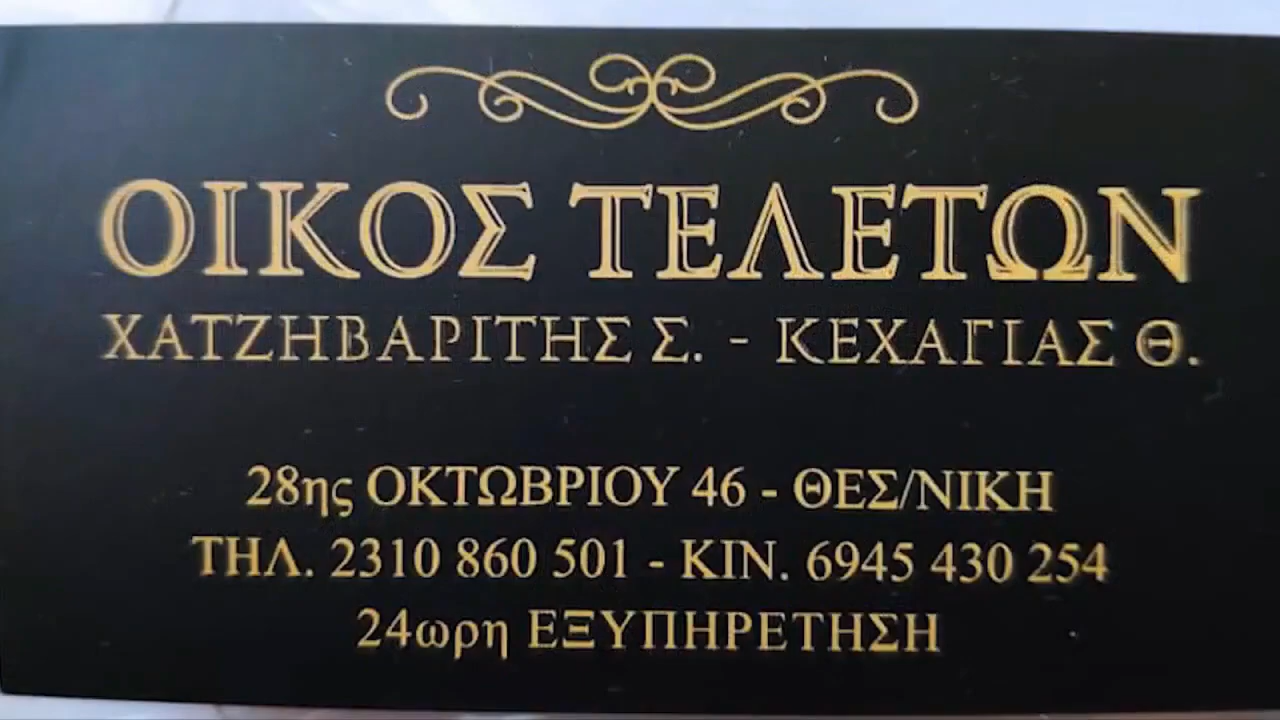 ΟΙΚΟΣ ΤΕΛΕΤΩΝ
ΧΑΤΖΗΒΑΡΙΤΗΣ Σ. - ΚΕΧΑΓΙΑΣ Θ.
28ης ΟΚΤΩΒΡΙΟΥ 46 - ΘΕΣ/ΝΙΚΗ
ΤΗΛ. 2310 860 501 - ΚΙΝ. 6945 430 254
24ωρη ΕΞΥΠΗΡΕΤΗΣΗ